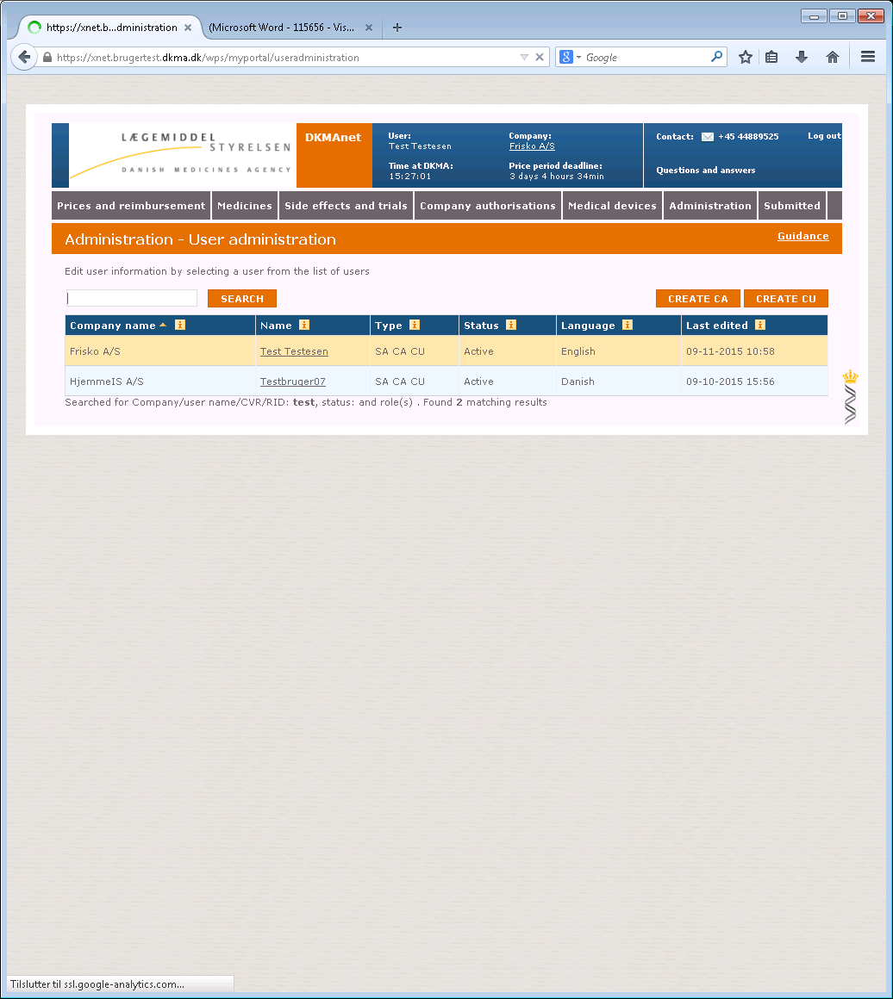 https://xnet.b...dministration
(Microsoft Word - 115656 - Vis...
https://xnet.brugertest.dkma.dk/wps/myportal/useradministration
Google
LÆGEMIDDEL
STYRELSEN
DANISH MEDICINES AGENCY
DKMAnet
User:
Test Testesen
Time at DKMA:
15:27:01
Company:
Frisko A/S
Price period deadline:
3 days 4 hours 34min
Contact: +45 44889525
Log out
Questions and answers
Prices and reimbursement Medicines Side effects and trials Company authorisations Medical devices Administration Submitted
Administration - User administration
Guidance
Edit user information by selecting a user from the list of users
SEARCH
CREATE CA CREATE CU
Company name Name Type Status Language Last edited
Frisko A/S Test Testesen SA CA CU Active English 09-11-2015 10:58
HjemmeIS A/S Testbruger07 SA CA CU Active Danish 09-10-2015 15:56
Searched for Company/user name/CVR/RID: test, status: and role(s) . Found 2 matching results
Tilslutter til ssl.google-analytics.com...